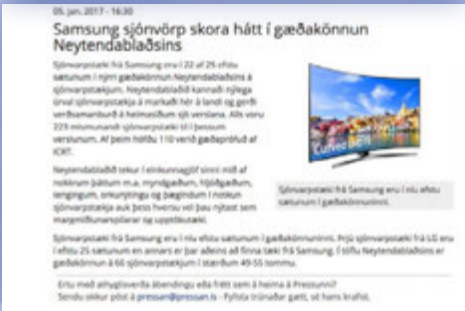 05. jan. 2017 - 16:30
Samsung sjónvörp skora hátt í gæðakönnun
Neytendablaðsins
Sjónvarpstæki frá Samsung eru í 22 af 25 efstu
sætunum í nýrri gæðakönnun Neytendablaðsins á
sjónvarpstækjum. Neytendablaðið kannaði nýlega
úrval sjónvarpstækja á markaði hér á landi og gerði
verðsamanburð á heimasíðum sjö verslana. Alls voru
223 mismunandi sjónvarpstæki til í þessum
verslunum. Af þeim höfðu 110 verið gæðaprófuð af
ICRT.
Curved UHD
Neytendablaðið tekur í einkunnagjöf sinni mið af
nokkrum þáttum m.a. myndgæðum, hljóðgæðum,
tengingum, orkunýtingu og þægindum í notkun
sjónvarpstækja auk þess hversu vel þau nýtast sem
margmiðlunarspilarar og upptökutæki.
Sjónvarpstæki frá Samsung eru í níu efstu
sætunum í gæðakönnuninni.
Sjónvarpstæki frá Samsung eru í níu efstu sætunum í gæðakönnuninni. Þrjú sjónvarpstæki frá LG eru
í efstu 25 sætunum en annars er þar aðeins að finna tæki frá Samsung. Í töflu Neytendablaðsins er
gæðakönnun á 66 sjónvarpstækjum í stærðum 49-55 tommu.
Ertu með athyglisverða ábendingu eða frétt sem á heima á Pressunni?
Sendu okkur póst á pressan@pressan.is - Fyllsta trúnaðar gætt, sé hans krafist.